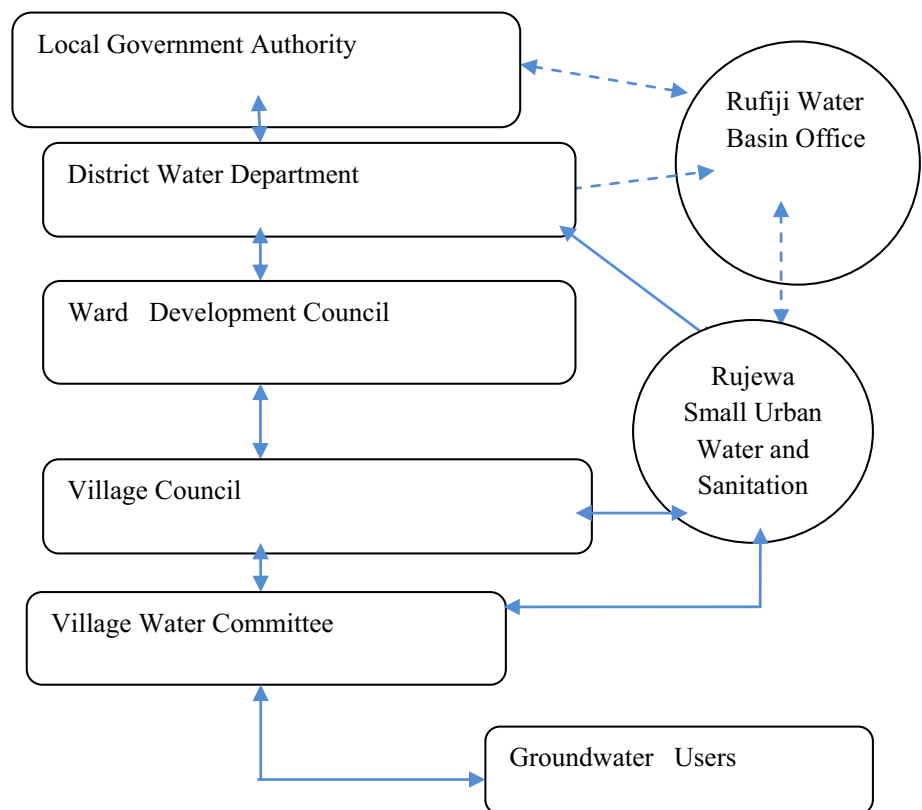 Local Government Authority
Rufiji Water
Basin Office
District Water Department
Ward Development Council
Rujewa
Small Urban
Water and
Sanitation
Village Council
Village Water Committee
Groundwater Users